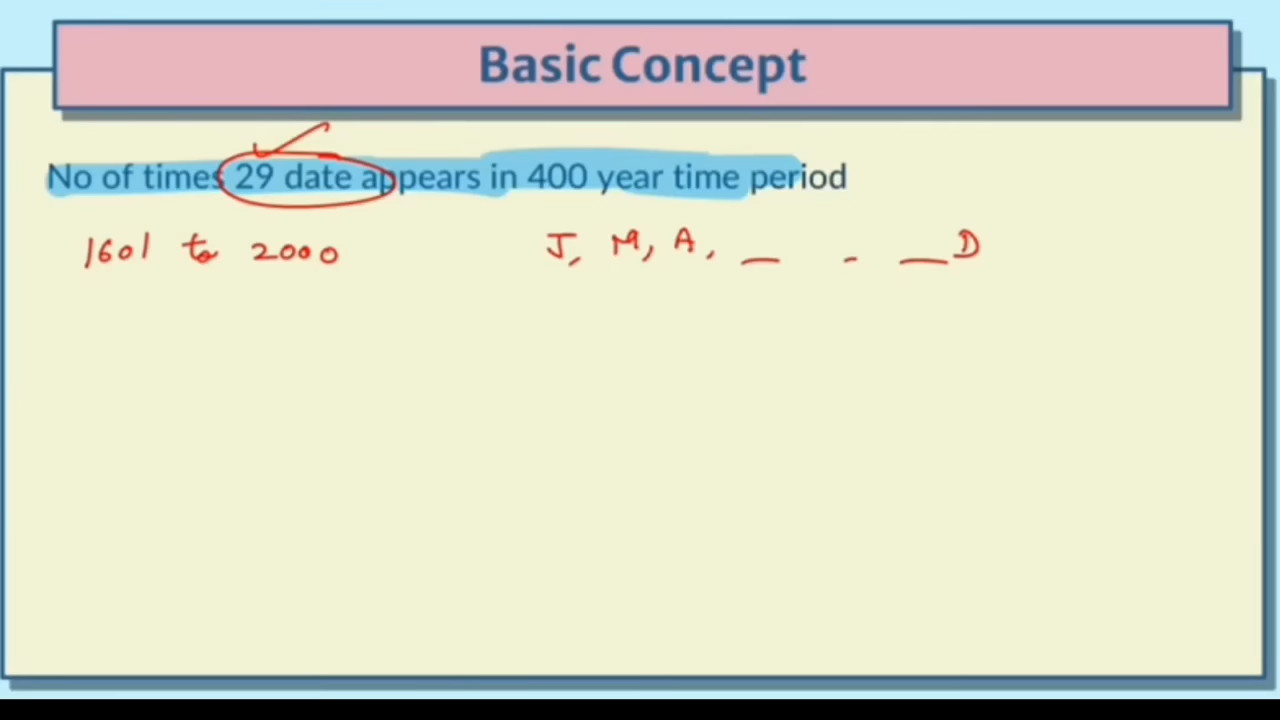 Basic Concept
No of times 29 date appears in 400 year time period
1601 to 2000 J, M, A, _ . _ D